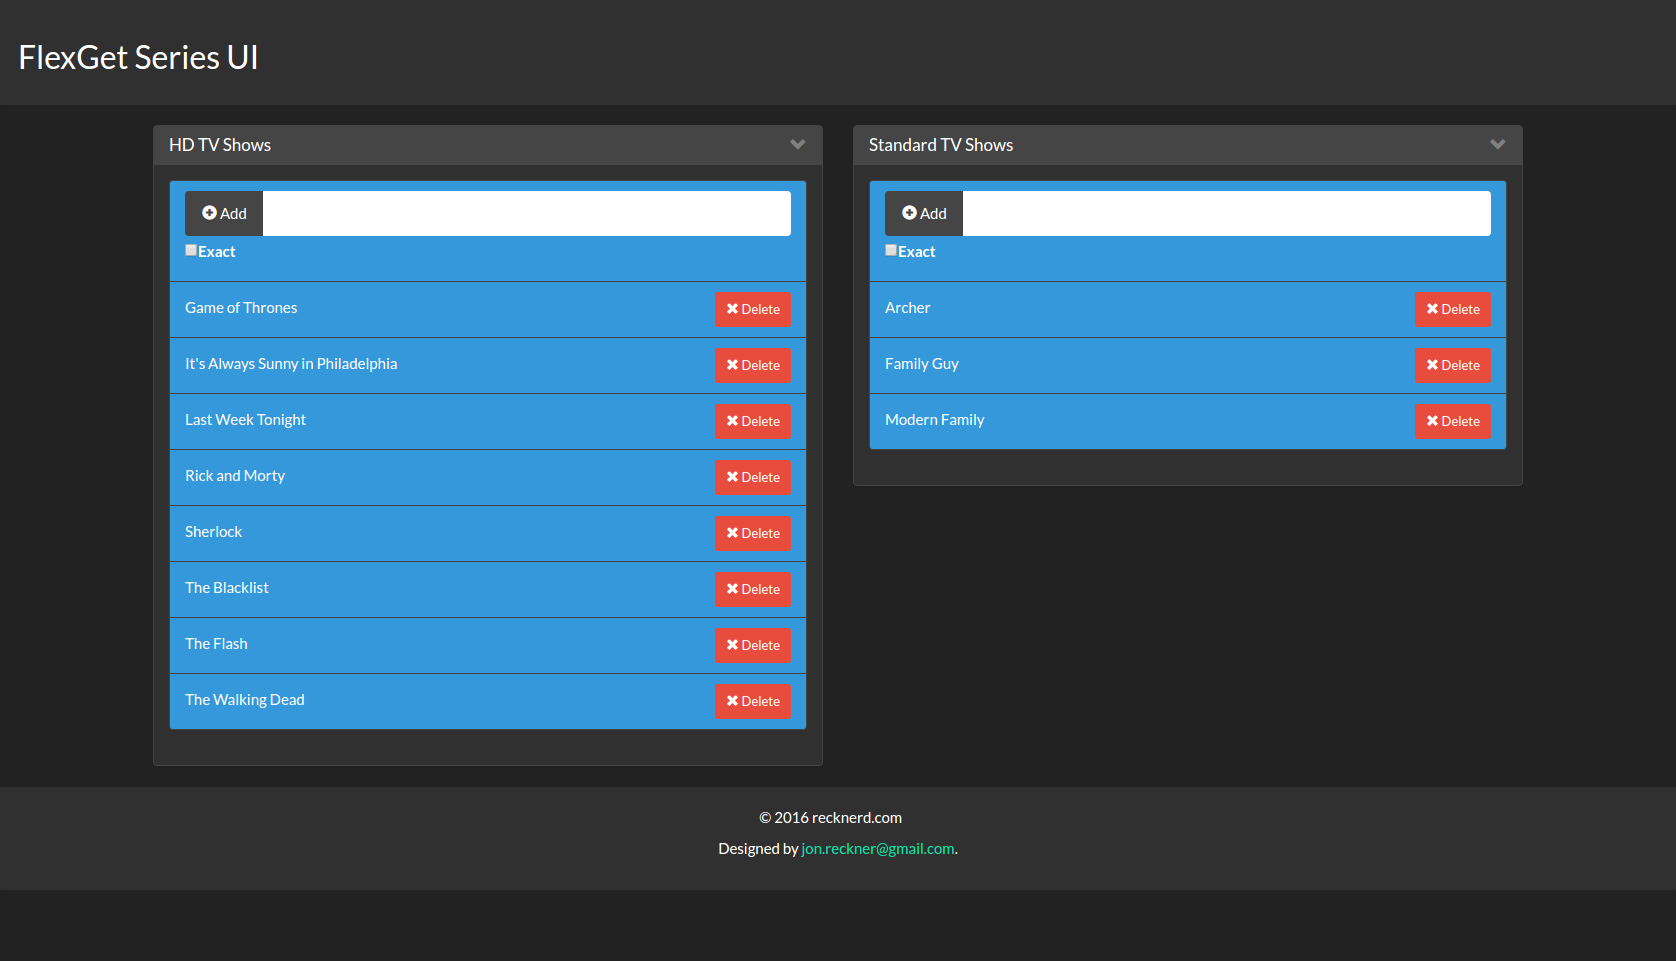 FlexGet Series UI
HD TV Shows
Add
Exact
Game of Thrones
Delete
It's Always Sunny in Philadelphia
Delete
Last Week Tonight
Delete
Rick and Morty
Delete
Sherlock
Delete
The Blacklist
Delete
The Flash
Delete
The Walking Dead
Delete
Standard TV Shows
Add
Exact
Archer
Delete
Family Guy
Delete
Modern Family
Delete
© 2016 recknerd.com
Designed by jon.reckner@gmail.com.